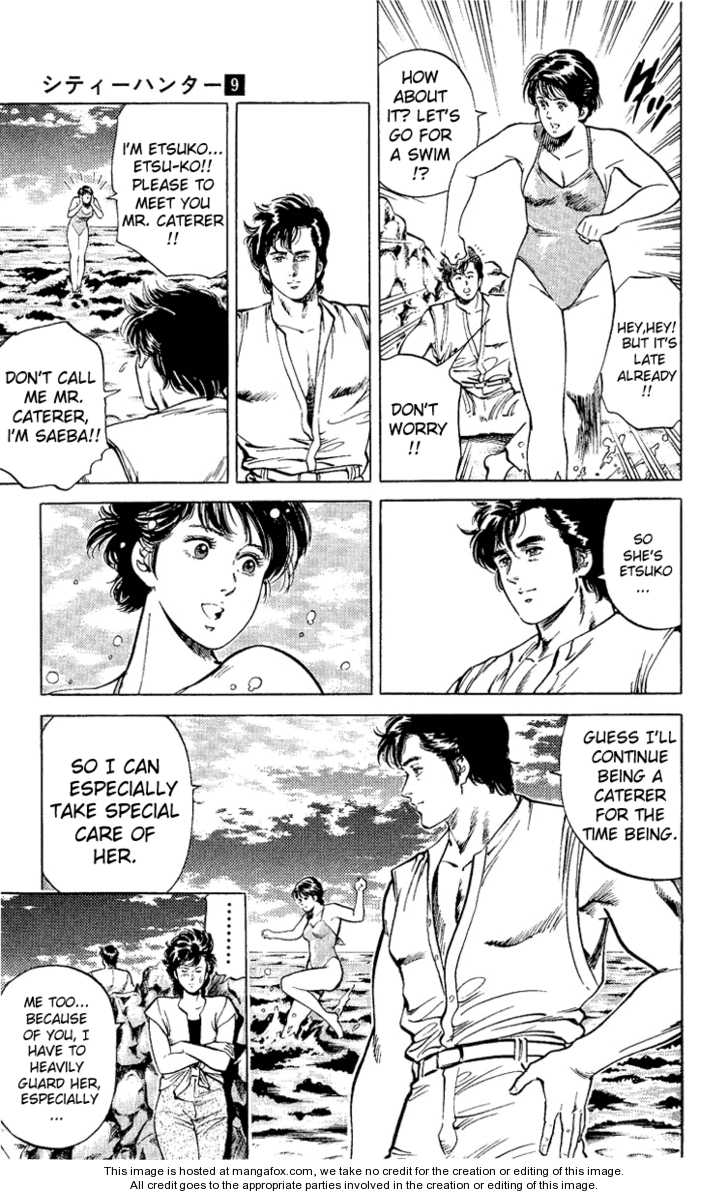 シティーハンター 9
HOW
ABOUT
IT? LET'S
GO FOR
A SWIM
!?
ダッ
HEY,HEY!
BUT IT'S
LATE
ALREADY
!!
DON'T
WORRY
!!
I'M ETSUKO...
ETSU-KO!!
PLEASE TO
MEET YOU
MR. CATERER
!!
DON'T CALL
ME MR.
CATERER,
I'M SAEBA!!
SO
SHE'S
ETSUKO
...
GUESS I'LL
CONTINUE
BEING A
CATERER
FOR THE
TIME BEING.
SO I CAN
ESPECIALLY
TAKE SPECIAL
CARE OF
HER.
........
ME TOO...
BECAUSE
OF YOU, I
HAVE TO
HEAVILY
GUARD HER,
ESPECIALLY
...
This image is hosted at mangafox.com, we take no credit for the creation or editing of this image.
All credit goes to the appropriate parties involved in the creation or editing of this image.